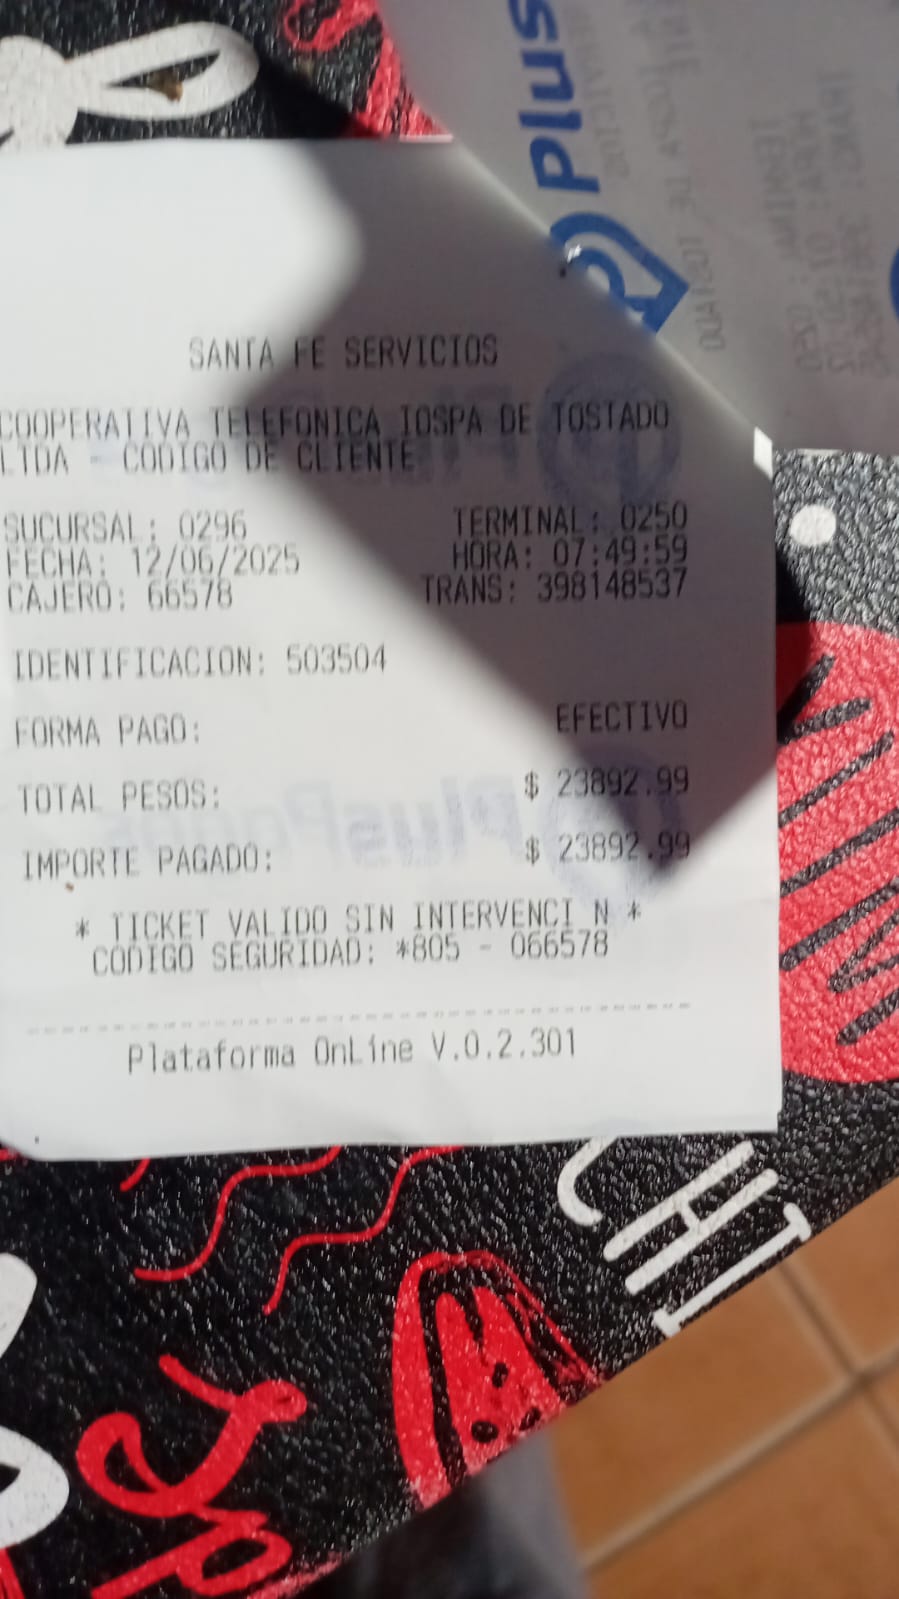 Plus
SANTA FE SERVICIOS
COOPERATIVA TELEFONICA IOSPA DE TOSTADO
LTDA - CODIGO DE CLIENTE
SUCURSAL: 0296 TERMINAL: 0250
FECHA: 12/06/2025 HORA: 07:49:59
CAJERO: 66578 TRANS: 398148537
IDENTIFICACION: 503504
FORMA PAGO: EFECTIVO
TOTAL PESOS: $ 23892.99
IMPORTE PAGADO: $ 23892.99
* TICKET VALIDO SIN INTERVENCI N *
CODIGO SEGURIDAD: *805 - 066578
Plataforma OnLine V.0.2.301
CHI